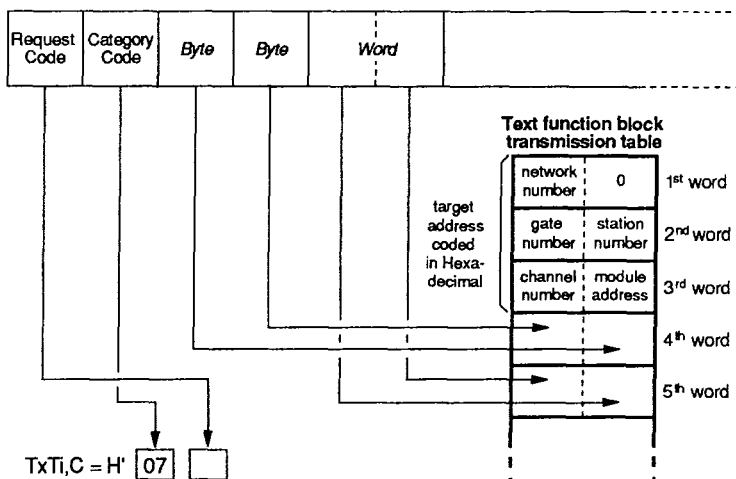 Request Code
Category Code
Byte
Byte
Word
Text function block
transmission table
target
address
coded
in Hexa-
decimal
network number
0
1st word
gate number
station number
2nd word
channel number
module address
3rd word
4th word
5th word
TxTi,C = H' 07